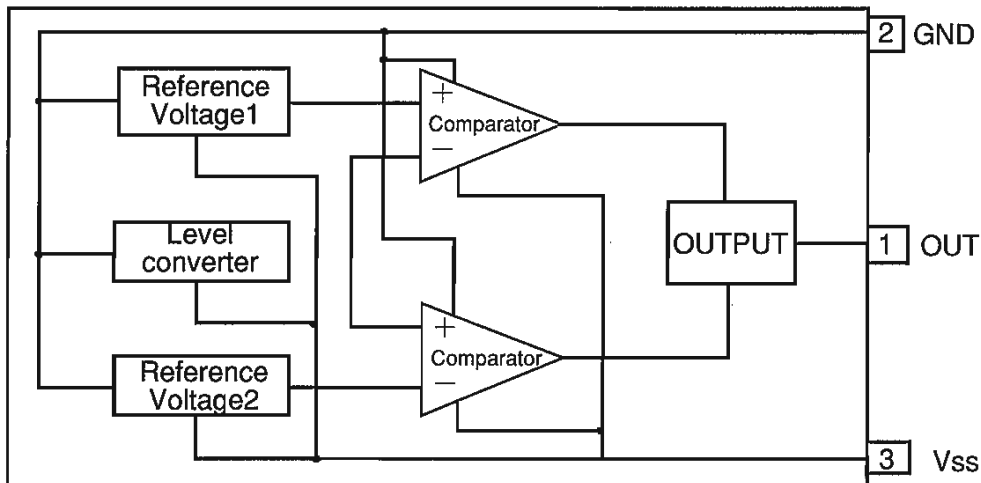 2 GND
Reference
Voltage1
+
Comparator
−
Level
converter
OUTPUT
1 OUT
+
Comparator
−
Reference
Voltage2
3 Vss